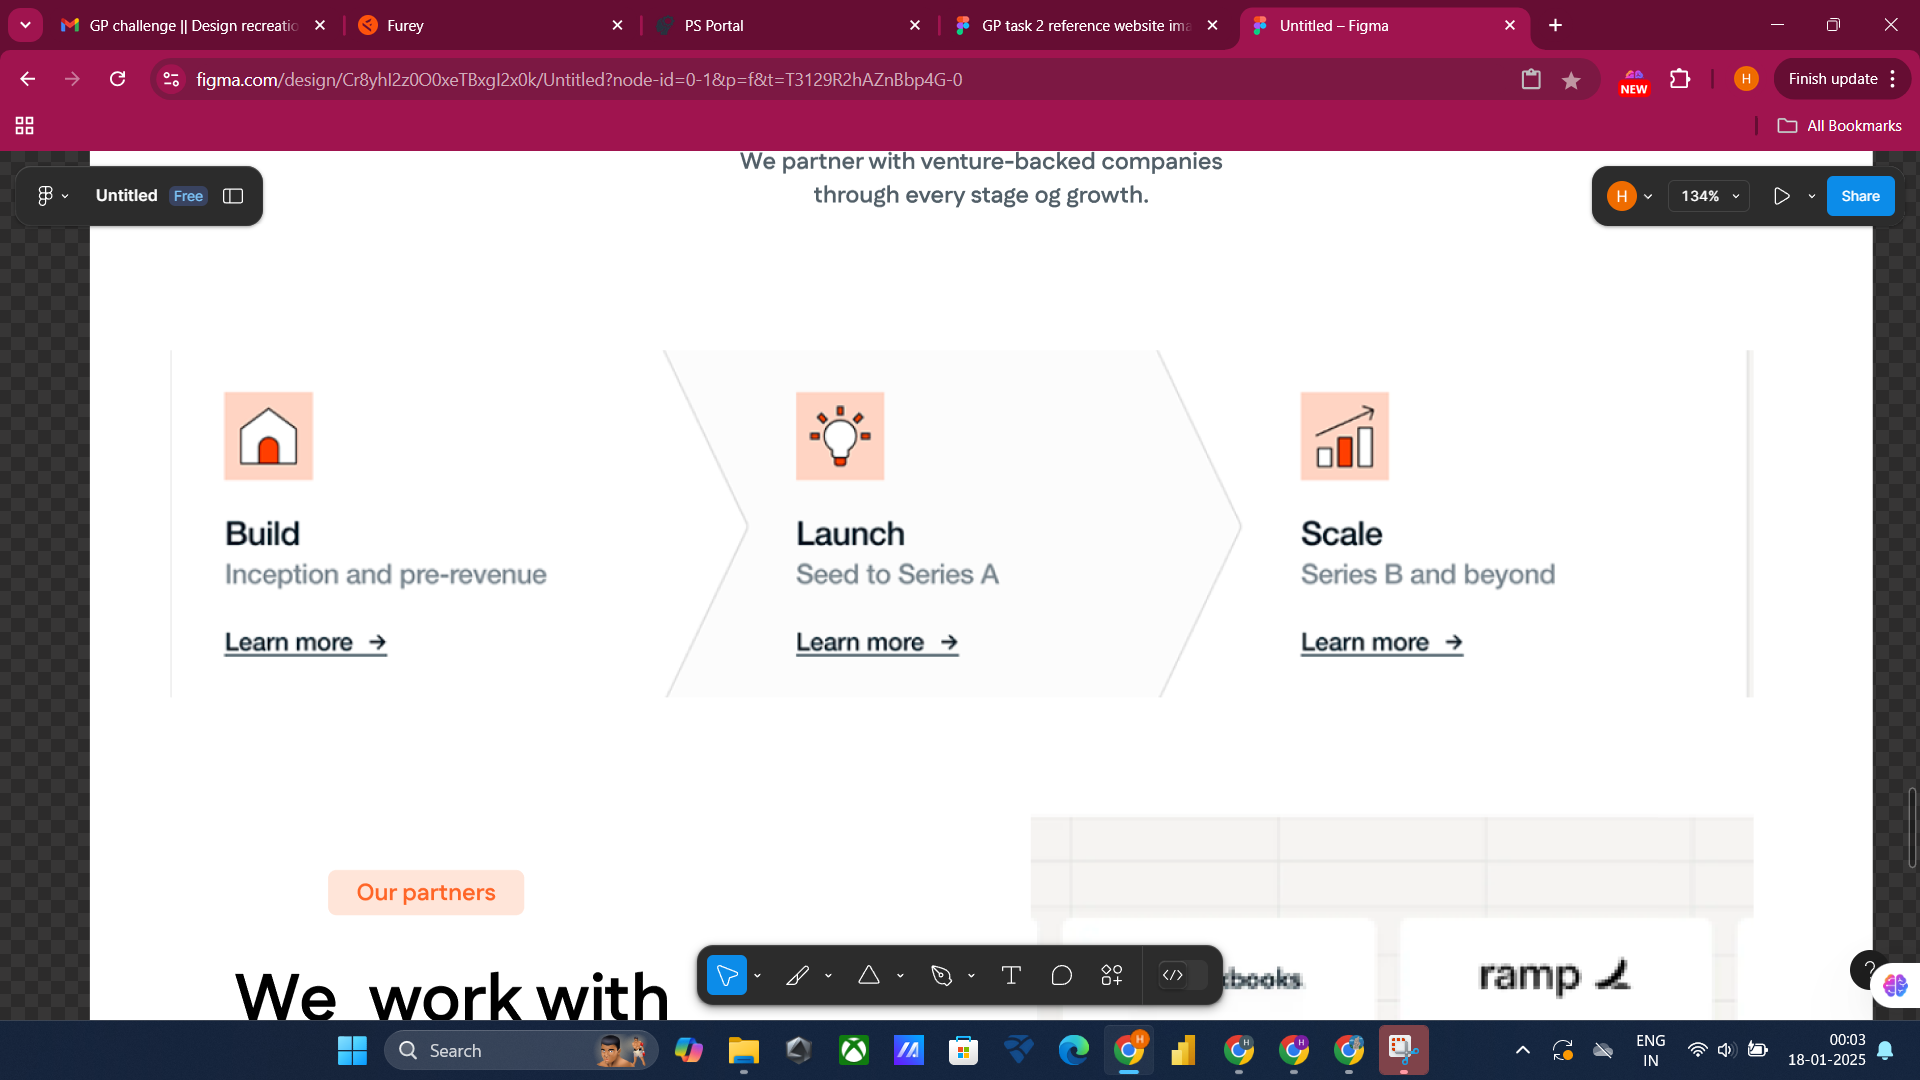 GP challenge || Design recreatio
Furey
PS Portal
GP task 2 reference website ima
Untitled – Figma
figma.com/design/Cr8yhI2z0O0xeTBxgI2x0k/Untitled?node-id=0-1&p=f&t=T3129R2hAZnBbp4G-0
NEW
H
Finish update
All Bookmarks
We partner with venture-backed companies
through every stage og growth.
Untitled
Free
H
134%
Share
Build
Inception and pre-revenue
Learn more →
Launch
Seed to Series A
Learn more →
Scale
Series B and beyond
Learn more →
Our partners
We work with
ramp
Search
ENG
IN
00:03
18-01-2025